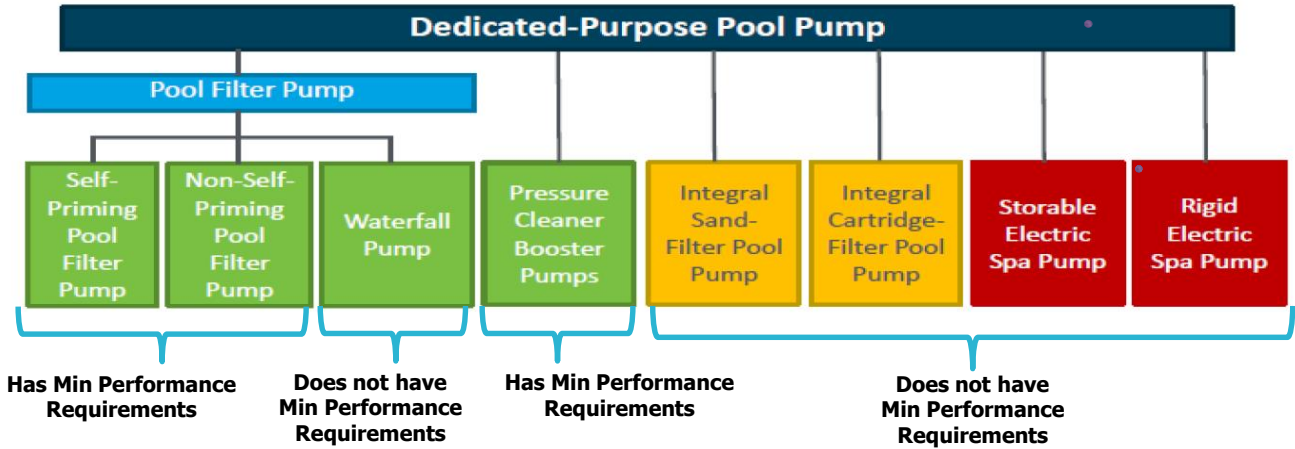 Dedicated-Purpose Pool Pump
Pool Filter Pump
Self-
Priming
Pool
Filter
Pump
Non-Self-
Priming
Pool
Filter
Pump
Waterfall
Pump
Pressure
Cleaner
Booster
Pumps
Integral
Sand-
Filter Pool
Pump
Integral
Cartridge-
Filter Pool
Pump
Storable
Electric
Spa Pump
Rigid
Electric
Spa Pump
Has Min Performance
Requirements
Does not have
Min Performance
Requirements
Has Min Performance
Requirements
Does not have
Min Performance
Requirements